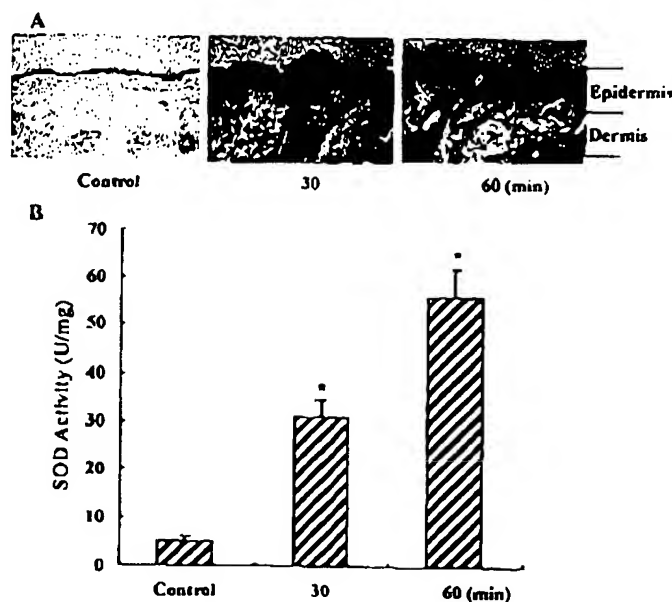 A
Epidermis
Dermis
Control 30 60 (min)
B
70
60
50
40
30
20
10
0
SOD Activity (U/mg)
*
*
Control 30 60 (min)